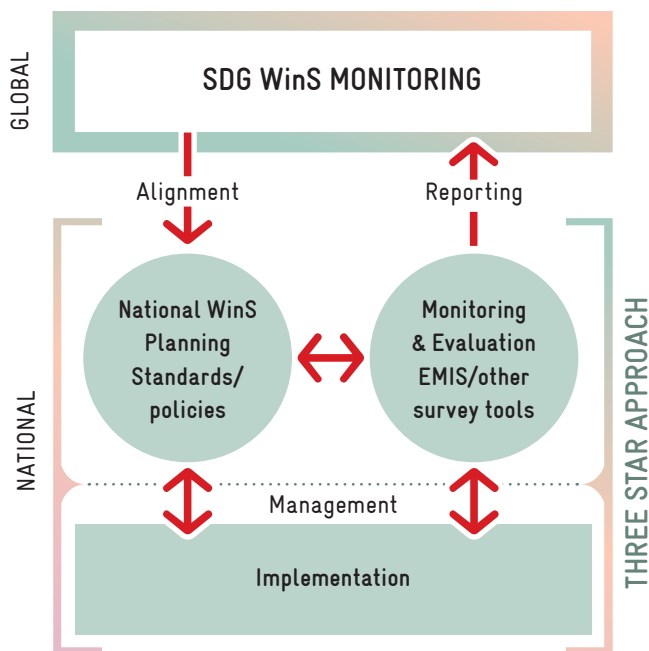 GLOBAL
SDG WinS MONITORING
Alignment
Reporting
NATIONAL
National WinS
Planning
Standards/
policies
Monitoring
& Evaluation
EMIS/other
survey tools
THREE STAR APPROACH
Management
Implementation